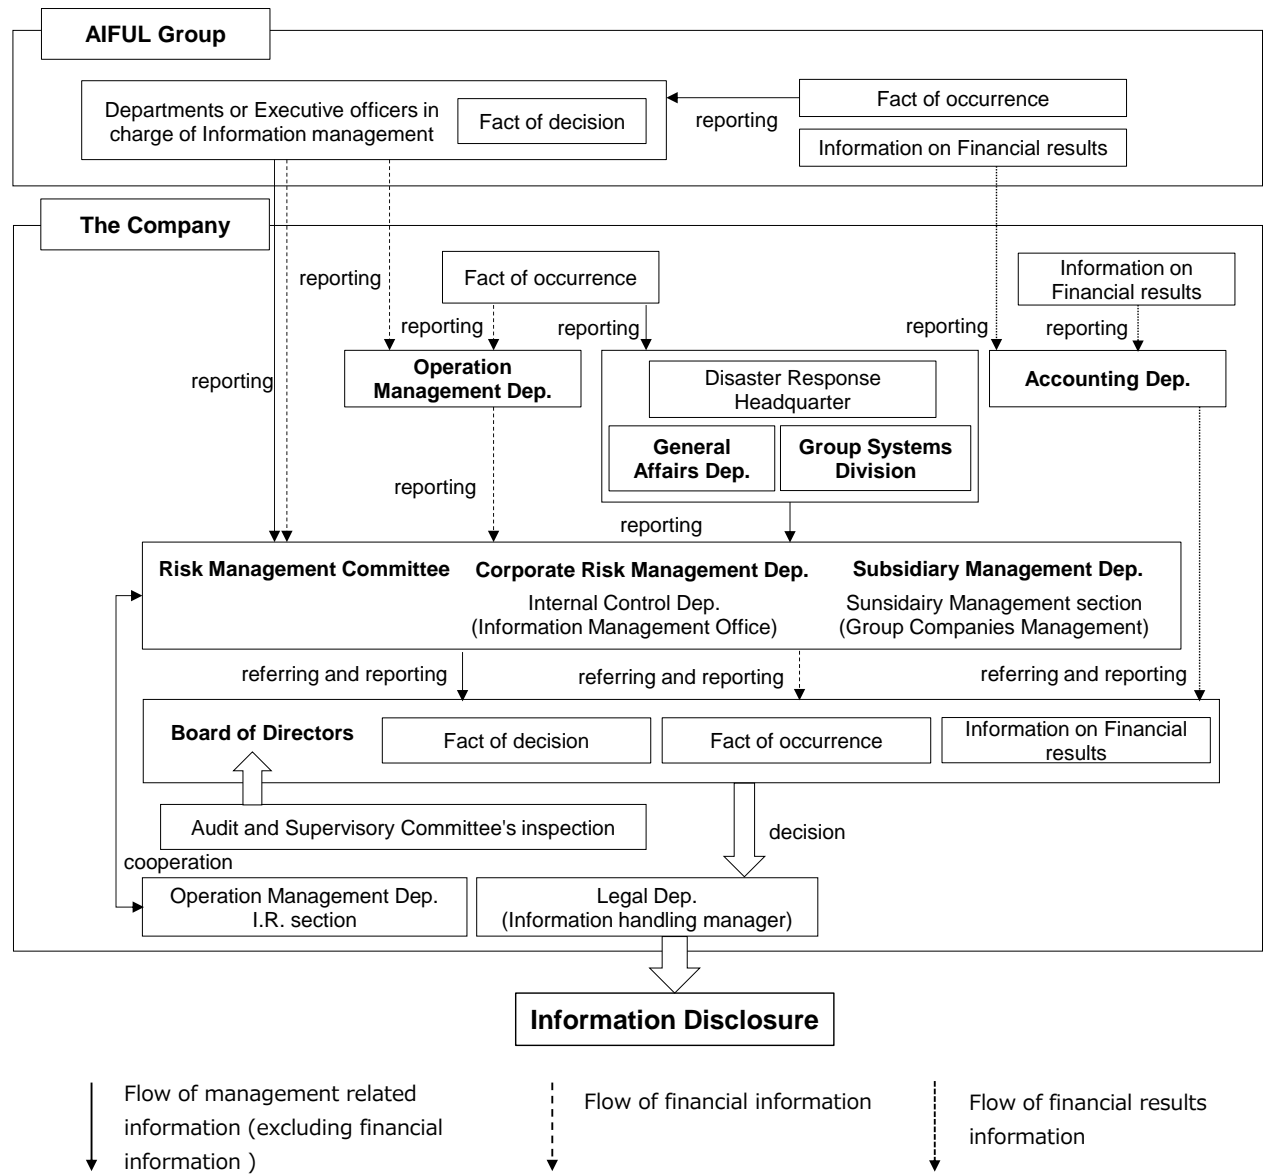 AIFUL Group
Departments or Executive officers in
charge of Information management
Fact of decision
reporting
Fact of occurrence
Information on Financial results
The Company
reporting
Fact of occurrence
Information on
Financial results
reporting
reporting
reporting
reporting
reporting
Operation
Management Dep.
Disaster Response
Headquarter
General
Affairs Dep.
Group Systems
Division
Accounting Dep.
reporting
reporting
Risk Management Committee
Corporate Risk Management Dep.
Internal Control Dep.
(Information Management Office)
Subsidiary Management Dep.
Sunsidairy Management section
(Group Companies Management)
referring and reporting
referring and reporting
referring and reporting
Board of Directors
Fact of decision
Fact of occurrence
Information on Financial
results
Audit and Supervisory Committee's inspection
decision
cooperation
Operation Management Dep.
I.R. section
Legal Dep.
(Information handling manager)
Information Disclosure
Flow of management related
information (excluding financial
information )
Flow of financial information
Flow of financial results
information